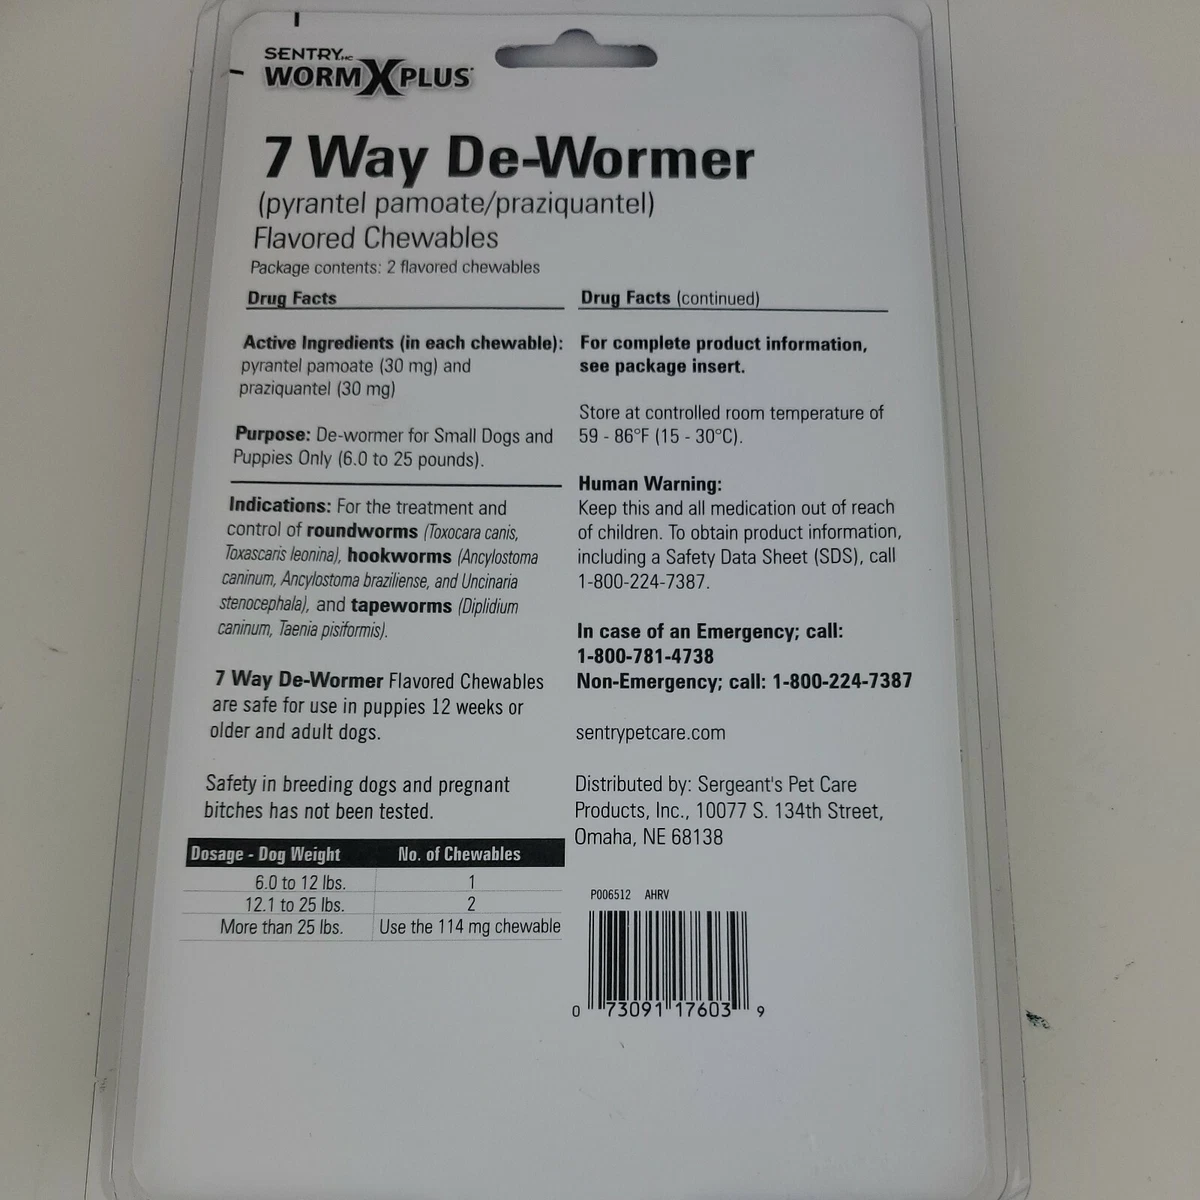 SENTRY HC
WORM X PLUS
7 Way De-Wormer
(pyrantel pamoate/praziquantel)
Flavored Chewables
Package contents: 2 flavored chewables
Drug Facts
Active Ingredients (in each chewable):
pyrantel pamoate (30 mg) and
praziquantel (30 mg)
Purpose: De-wormer for Small Dogs and
Puppies Only (6.0 to 25 pounds).
Indications: For the treatment and
control of roundworms (Toxocara canis,
Toxascaris leonina), hookworms (Ancylostoma
caninum, Ancylostoma braziliense, and Uncinaria
stenocephala), and tapeworms (Diplidium
caninum, Taenia pisiformis).
7 Way De-Wormer Flavored Chewables
are safe for use in puppies 12 weeks or
older and adult dogs.
Safety in breeding dogs and pregnant
bitches has not been tested.
Dosage - Dog Weight No. of Chewables
6.0 to 12 lbs. 1
12.1 to 25 lbs. 2
More than 25 lbs. Use the 114 mg chewable
Drug Facts (continued)
For complete product information,
see package insert.
Store at controlled room temperature of
59 - 86°F (15 - 30°C).
Human Warning:
Keep this and all medication out of reach
of children. To obtain product information,
including a Safety Data Sheet (SDS), call
1-800-224-7387.
In case of an Emergency; call:
1-800-781-4738
Non-Emergency; call: 1-800-224-7387
sentrypetcare.com
Distributed by: Sergeant's Pet Care
Products, Inc., 10077 S. 134th Street,
Omaha, NE 68138
P006512 AHRV
0 73091 17603 9